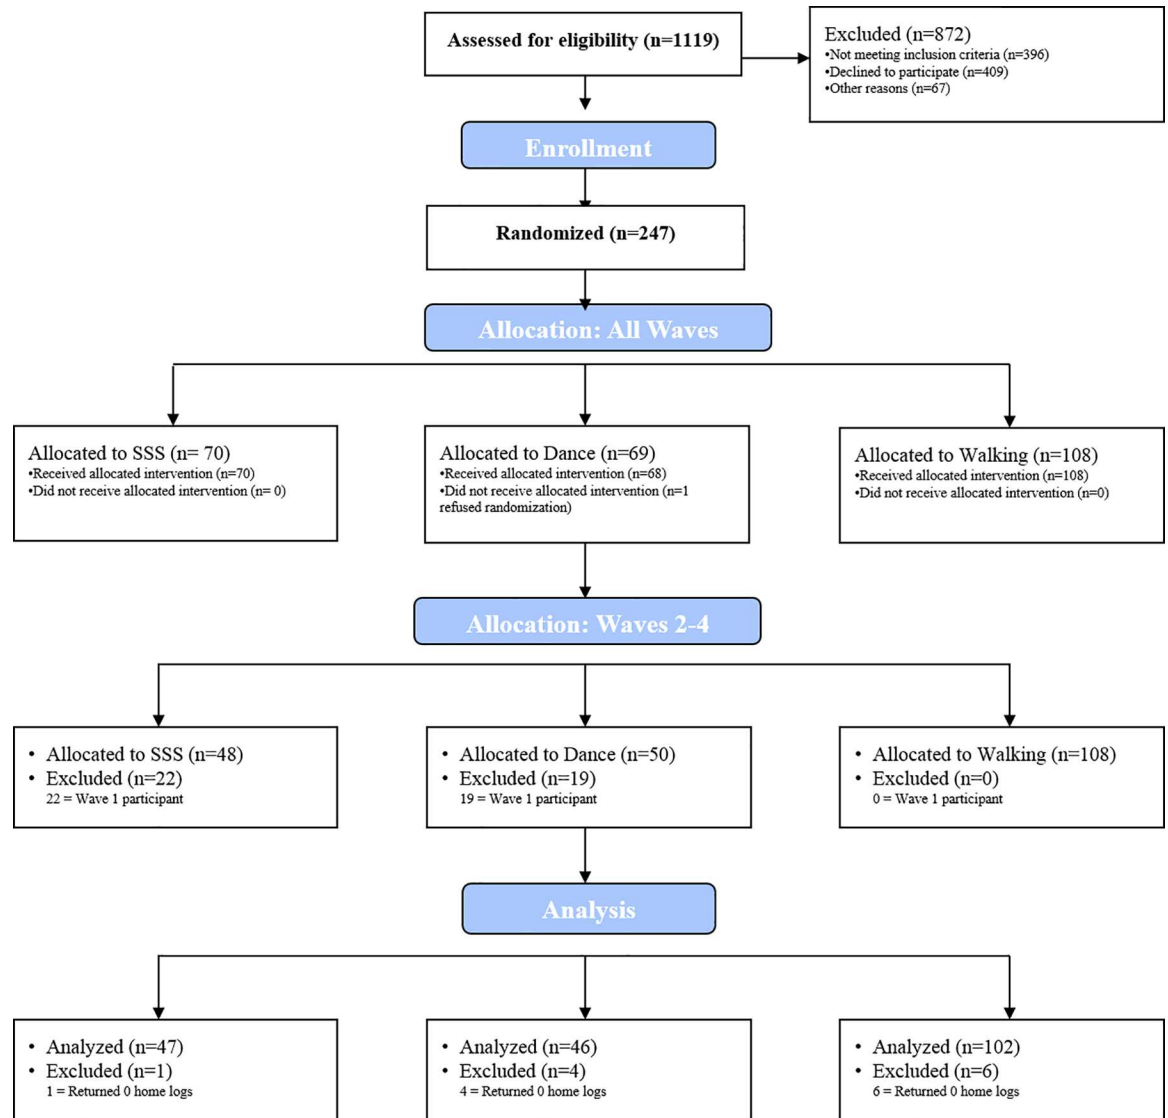 Assessed for eligibility (n=1119)
Excluded (n=872)
•Not meeting inclusion criteria (n=396)
•Declined to participate (n=409)
•Other reasons (n=67)
Enrollment
Randomized (n=247)
Allocation: All Waves
Allocated to SSS (n= 70)
•Received allocated intervention (n=70)
•Did not receive allocated intervention (n= 0)
Allocated to Dance (n=69)
•Received allocated intervention (n=68)
•Did not receive allocated intervention (n=1
refused randomization)
Allocated to Walking (n=108)
•Received allocated intervention (n=108)
•Did not receive allocated intervention (n=0)
Allocation: Waves 2-4
• Allocated to SSS (n=48)
• Excluded (n=22)
22 = Wave 1 participant
• Allocated to Dance (n=50)
• Excluded (n=19)
19 = Wave 1 participant
• Allocated to Walking (n=108)
• Excluded (n=0)
0 = Wave 1 participant
Analysis
• Analyzed (n=47)
• Excluded (n=1)
1 = Returned 0 home logs
• Analyzed (n=46)
• Excluded (n=4)
4 = Returned 0 home logs
• Analyzed (n=102)
• Excluded (n=6)
6 = Returned 0 home logs